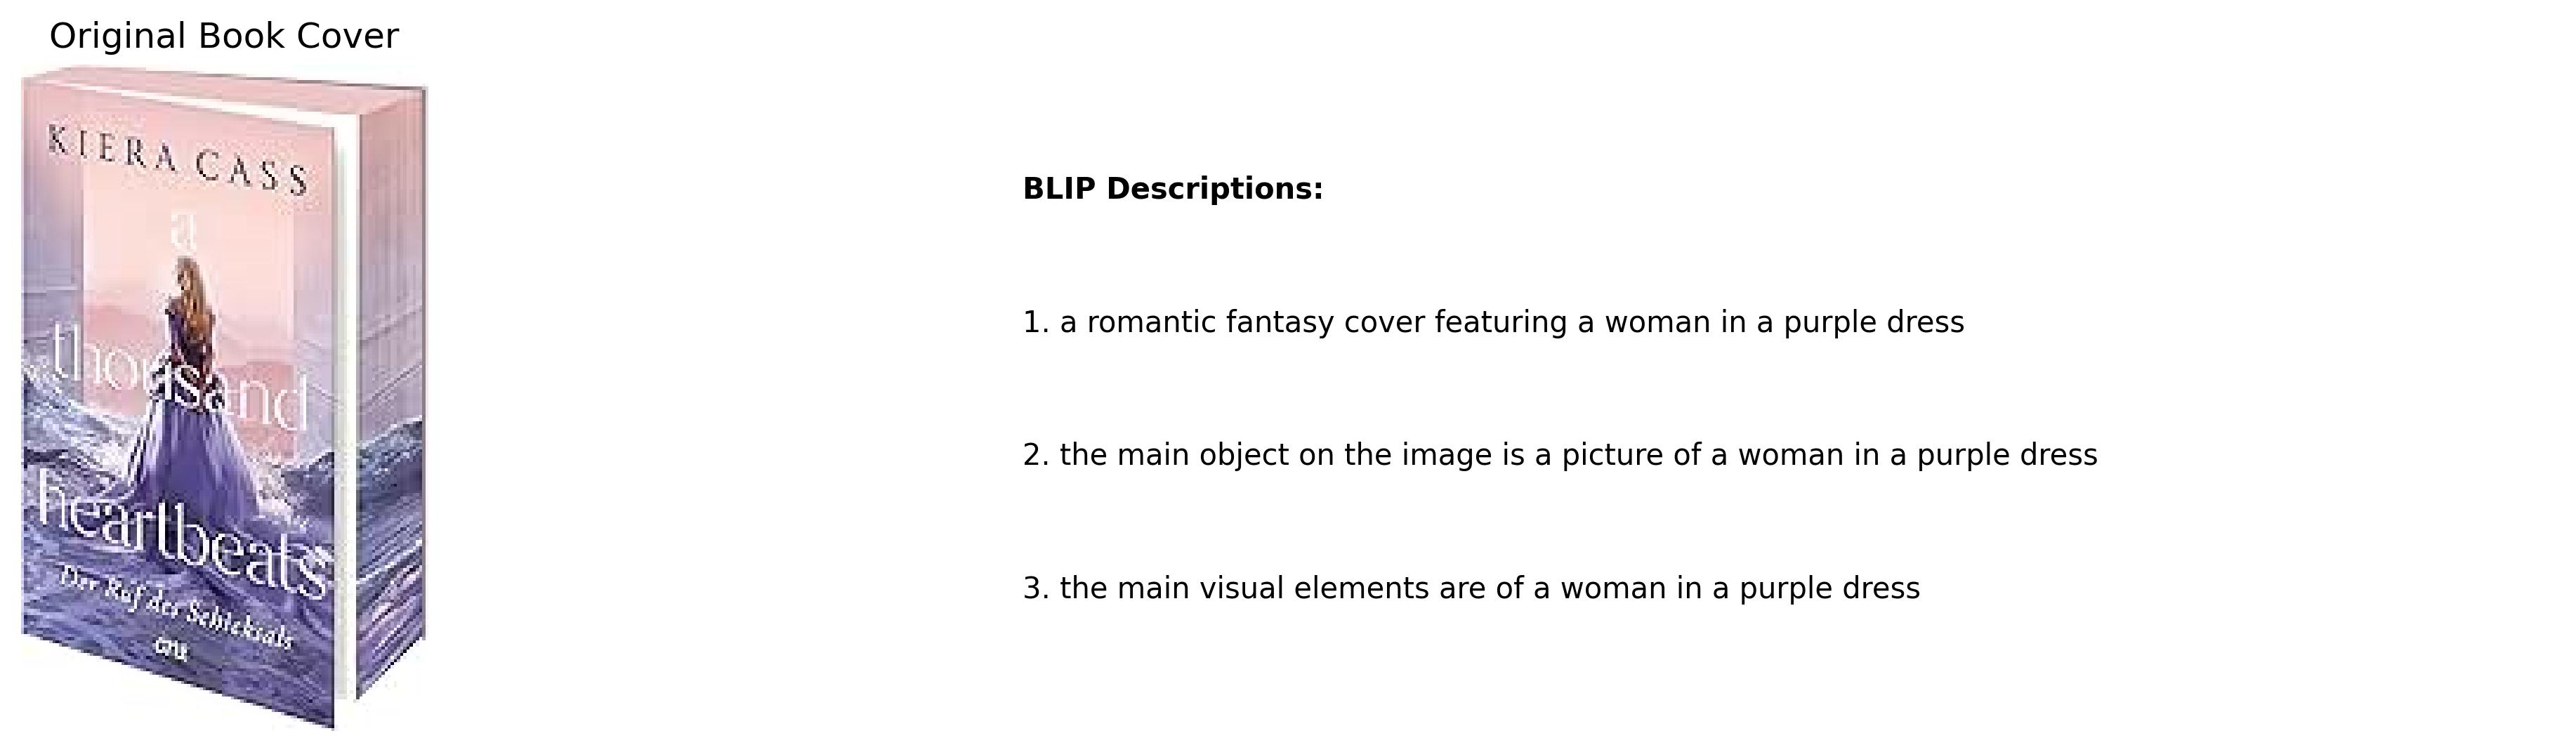 Original Book Cover
KIERA CASS
a
thousand
heartbeats
Der Ruf des Schicksals
one
BLIP Descriptions:
1. a romantic fantasy cover featuring a woman in a purple dress
2. the main object on the image is a picture of a woman in a purple dress
3. the main visual elements are of a woman in a purple dress